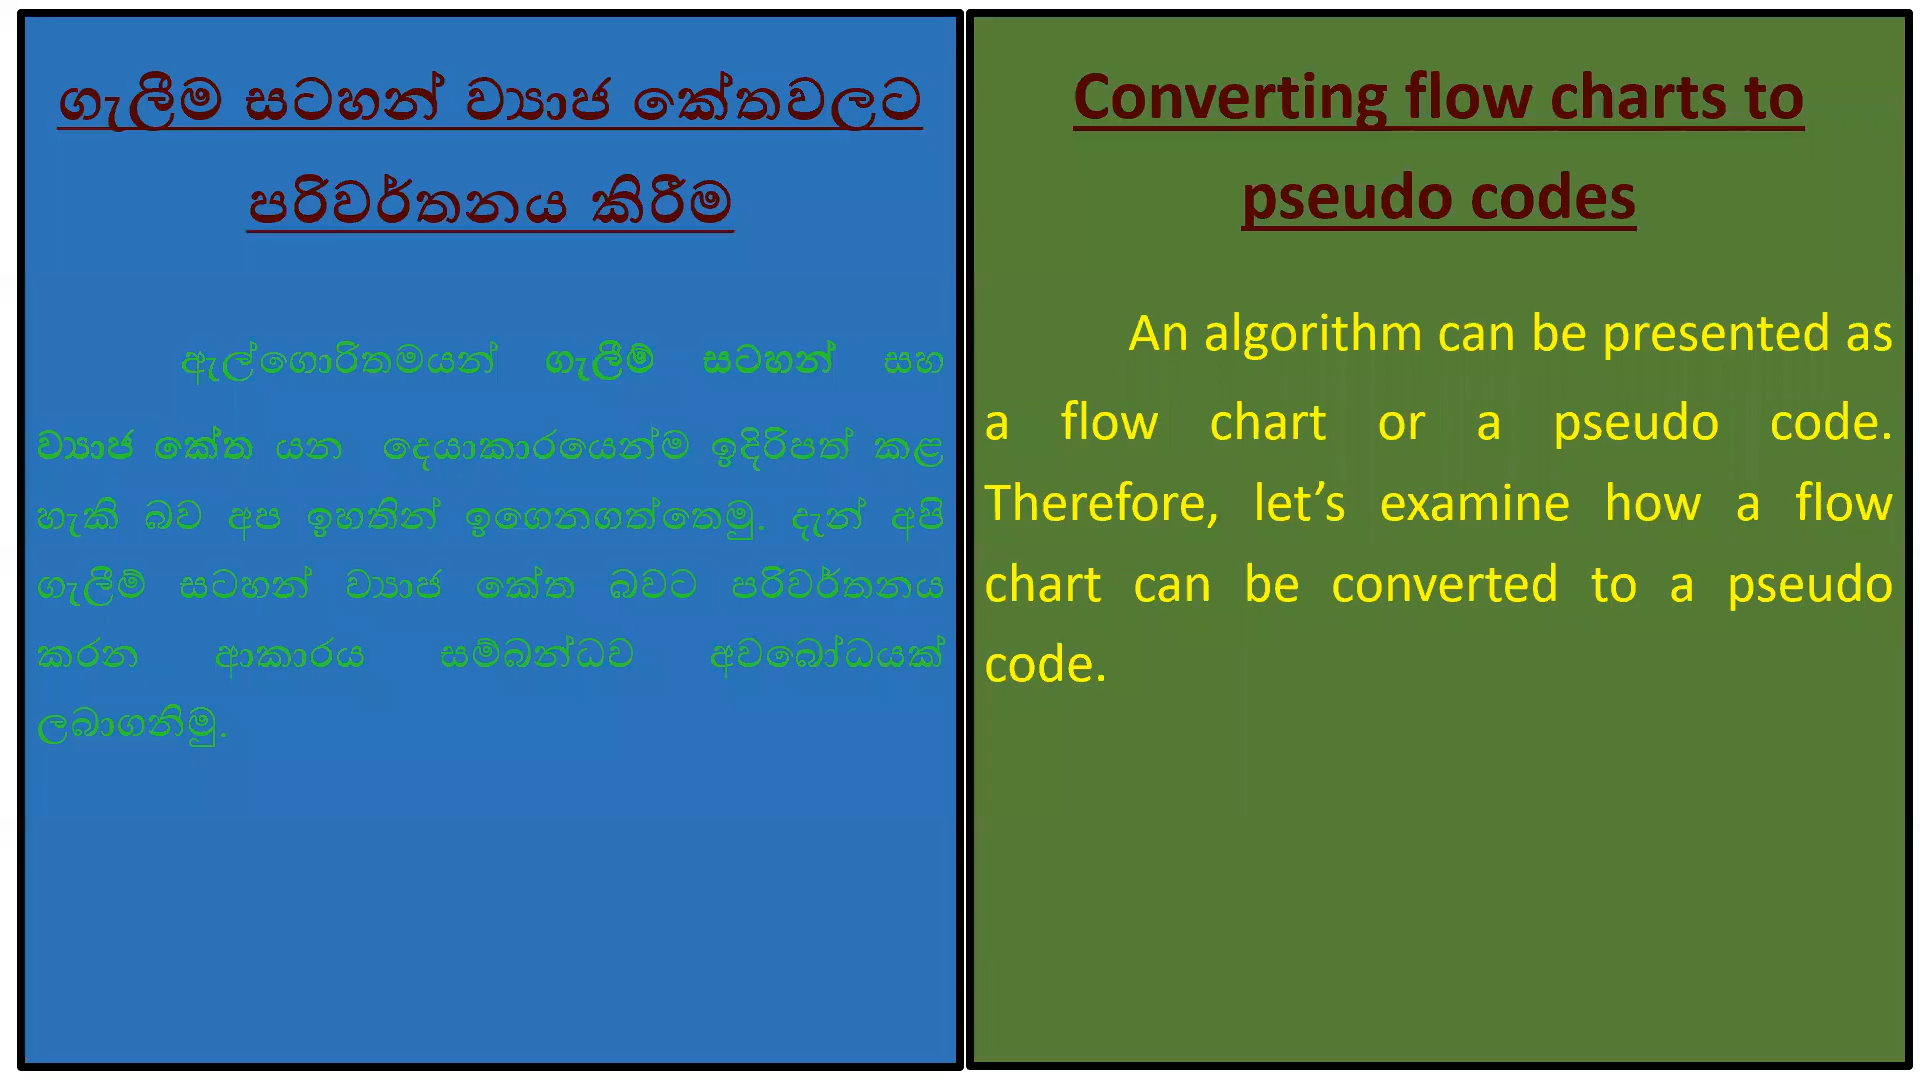 ගැලීම සටහන් ව්‍යාජ කේතවලට
පරිවර්තනය කිරීම
ඇල්ගොරිතමයන් ගැලීම් සටහන් සහ
ව්‍යාජ කේත යන දෙයාකාරයෙන්ම ඉදිරිපත් කළ
හැකි බව අප ඉහතින් ඉගෙනගත්තෙමු. දැන් අපි
ගැලීම් සටහන් ව්‍යාජ කේත බවට පරිවර්තනය
කරන ආකාරය සම්බන්ධව අවබෝධයක්
ලබාගනිමු.
Converting flow charts to
pseudo codes
An algorithm can be presented as
a flow chart or a pseudo code.
Therefore, let’s examine how a flow
chart can be converted to a pseudo
code.